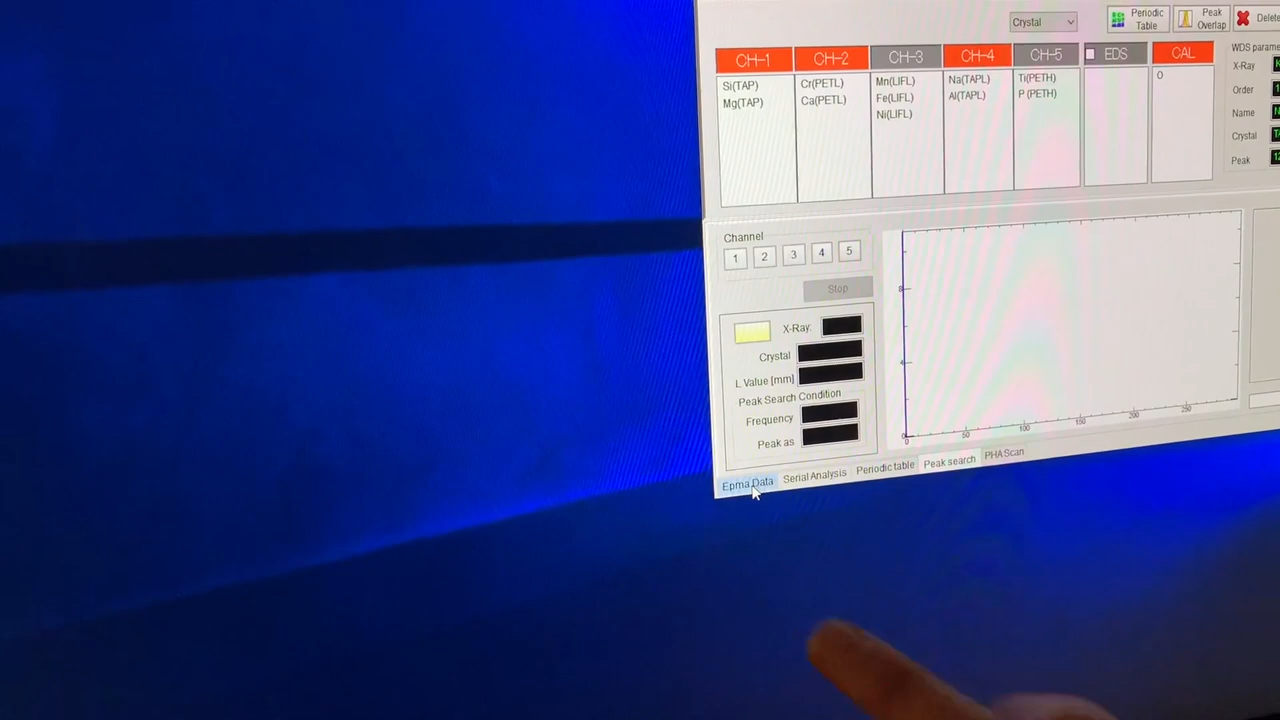 Crystal
Periodic Table
Peak Overlap
Delete
CH-1 CH-2 CH-3 CH-4 CH-5 EDS CAL
Si(TAP) Cr(PETL) Mn(LIFL) Na(TAPL) Ti(PETH) O
Mg(TAP) Ca(PETL) Fe(LIFL) Al(TAPL) P (PETH)
Ni(LIFL)
WDS parame
X-Ray
Order
Name
Crystal
Peak
Channel
1 2 3 4 5
Stop
X-Ray.
Crystal
L Value [mm]
Peak Search Condition
Frequency
Peak as
8
4
0
0 50 100 150 200 250
Epma Data Serial Analysis Periodic table Peak search PHA Scan